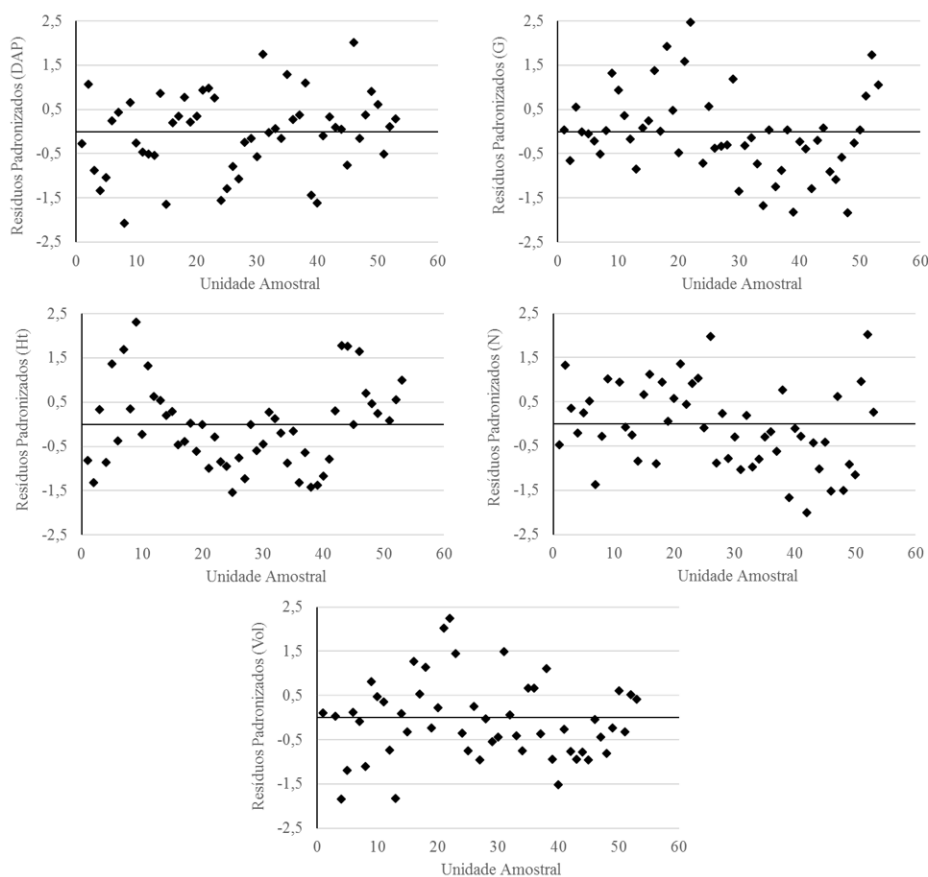 Resíduos Padronizados (DAP)
2,5
1,5
0,5
-0,5
-1,5
-2,5
0 10 20 30 40 50 60
Unidade Amostral
Resíduos Padronizados (G)
2,5
1,5
0,5
-0,5
-1,5
-2,5
0 10 20 30 40 50 60
Unidade Amostral
Resíduos Padronizados (Ht)
2,5
1,5
0,5
-0,5
-1,5
-2,5
0 10 20 30 40 50 60
Unidade Amostral
Resíduos Padronizados (N)
2,5
1,5
0,5
-0,5
-1,5
-2,5
0 10 20 30 40 50 60
Unidade Amostral
Resíduos Padronizados (Vol)
2,5
1,5
0,5
-0,5
-1,5
-2,5
0 10 20 30 40 50 60
Unidade Amostral